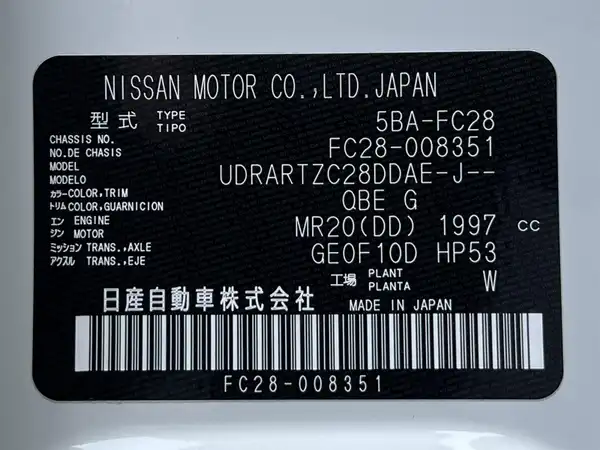 NISSAN MOTOR CO.,LTD.JAPAN
型式 TYPE TIPO 5BA-FC28
CHASSIS NO. NO.DE CHASIS FC28-008351
MODEL MODELO UDRARTZC28DDAE-J--
カラー COLOR,TRIM トリム COLOR,GUARNICION QBE G
エンジン ENGINE MOTOR MR20(DD) 1997 cc
ミッション TRANS.,AXLE アクスル TRANS.,EJE GE0F10D HP53
工場 PLANT PLANTA W
日産自動車株式会社 MADE IN JAPAN
FC28-008351